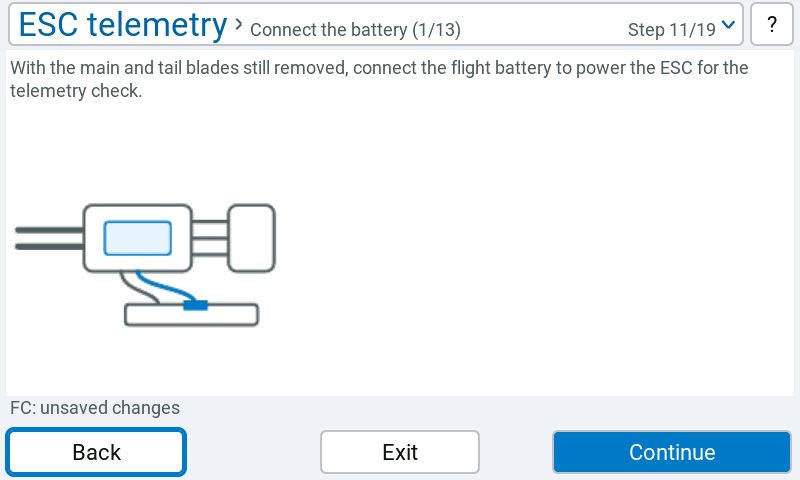 ESC telemetry › Connect the battery (1/13) Step 11/19 ?
With the main and tail blades still removed, connect the flight battery to power the ESC for the
telemetry check.
FC: unsaved changes
Back Exit Continue